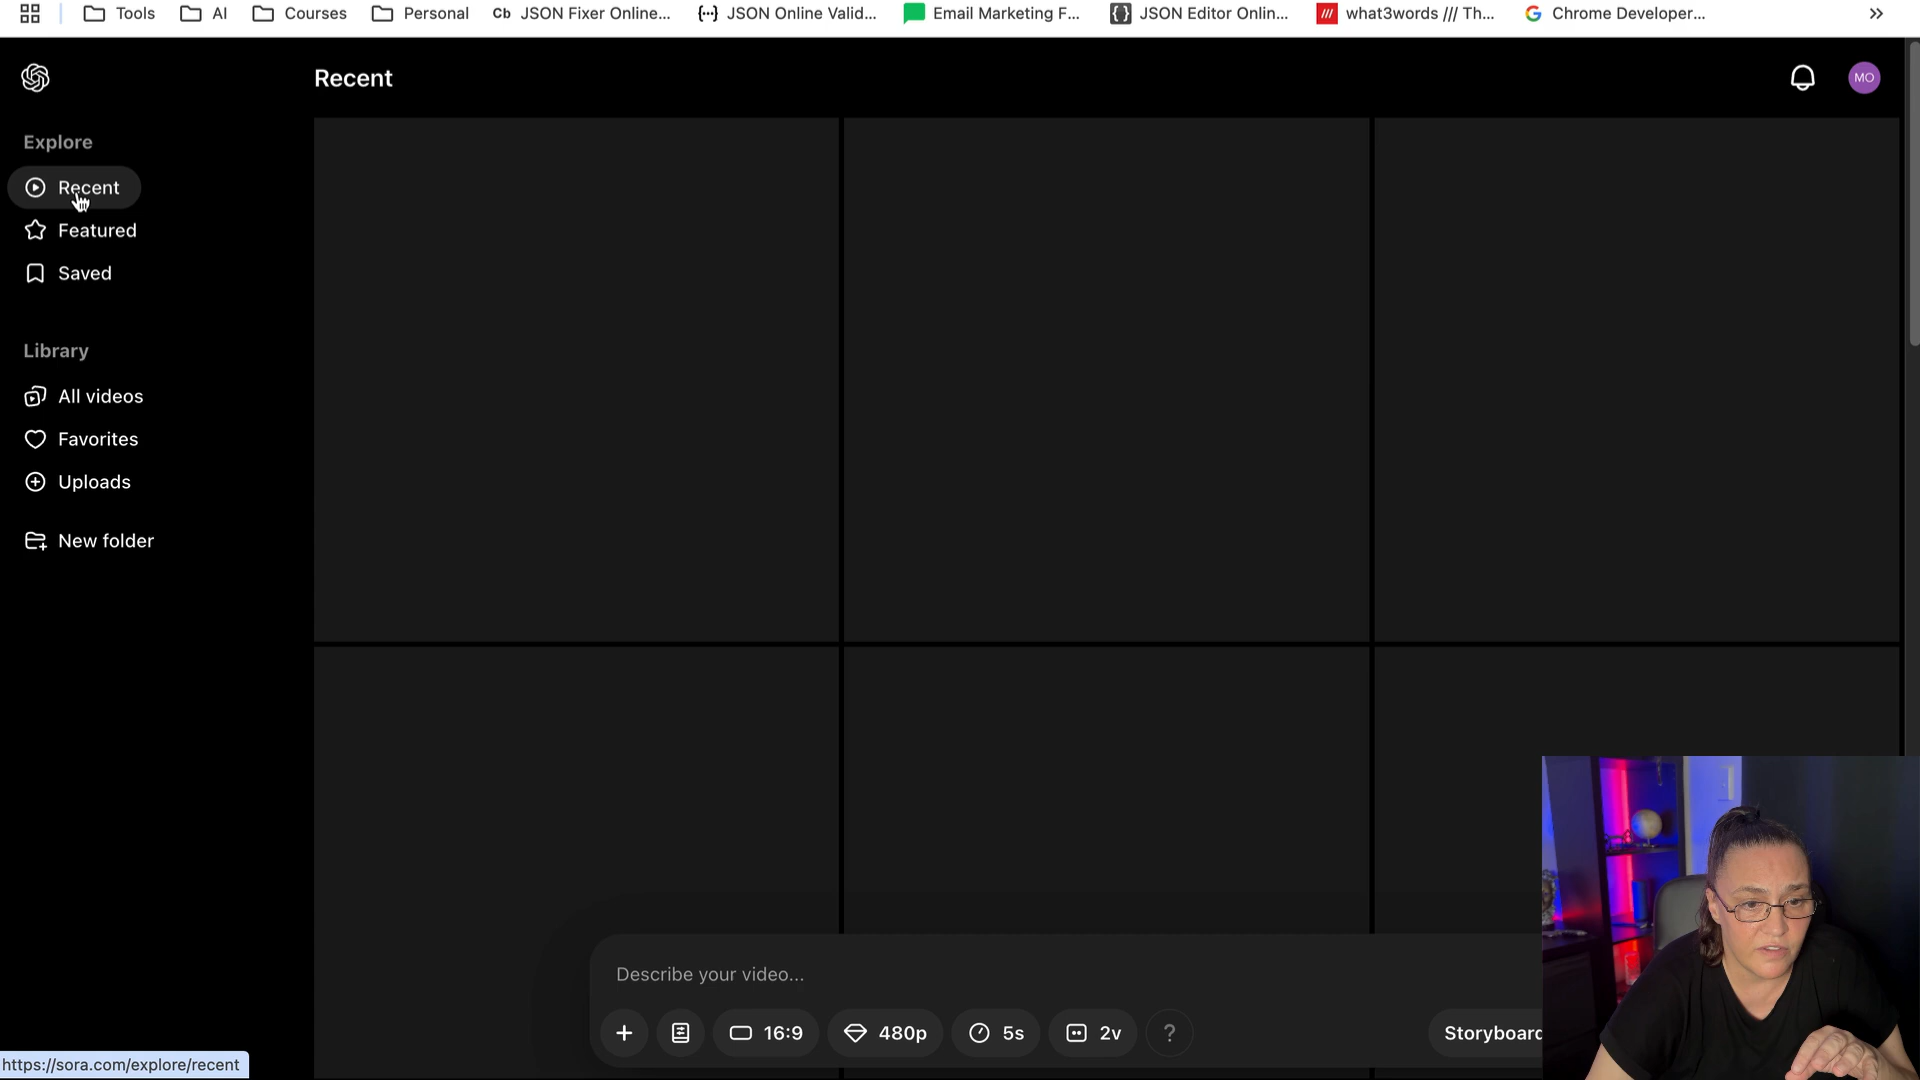 Tools
AI
Courses
Personal
Cb JSON Fixer Online...
JSON Online Valid...
Email Marketing F...
JSON Editor Onlin...
what3words /// Th...
Chrome Developer...
Recent
MO
Explore
Recent
Featured
Saved
Library
All videos
Favorites
Uploads
New folder
Describe your video...
16:9
480p
5s
2v
?
Storyboard
https://sora.com/explore/recent